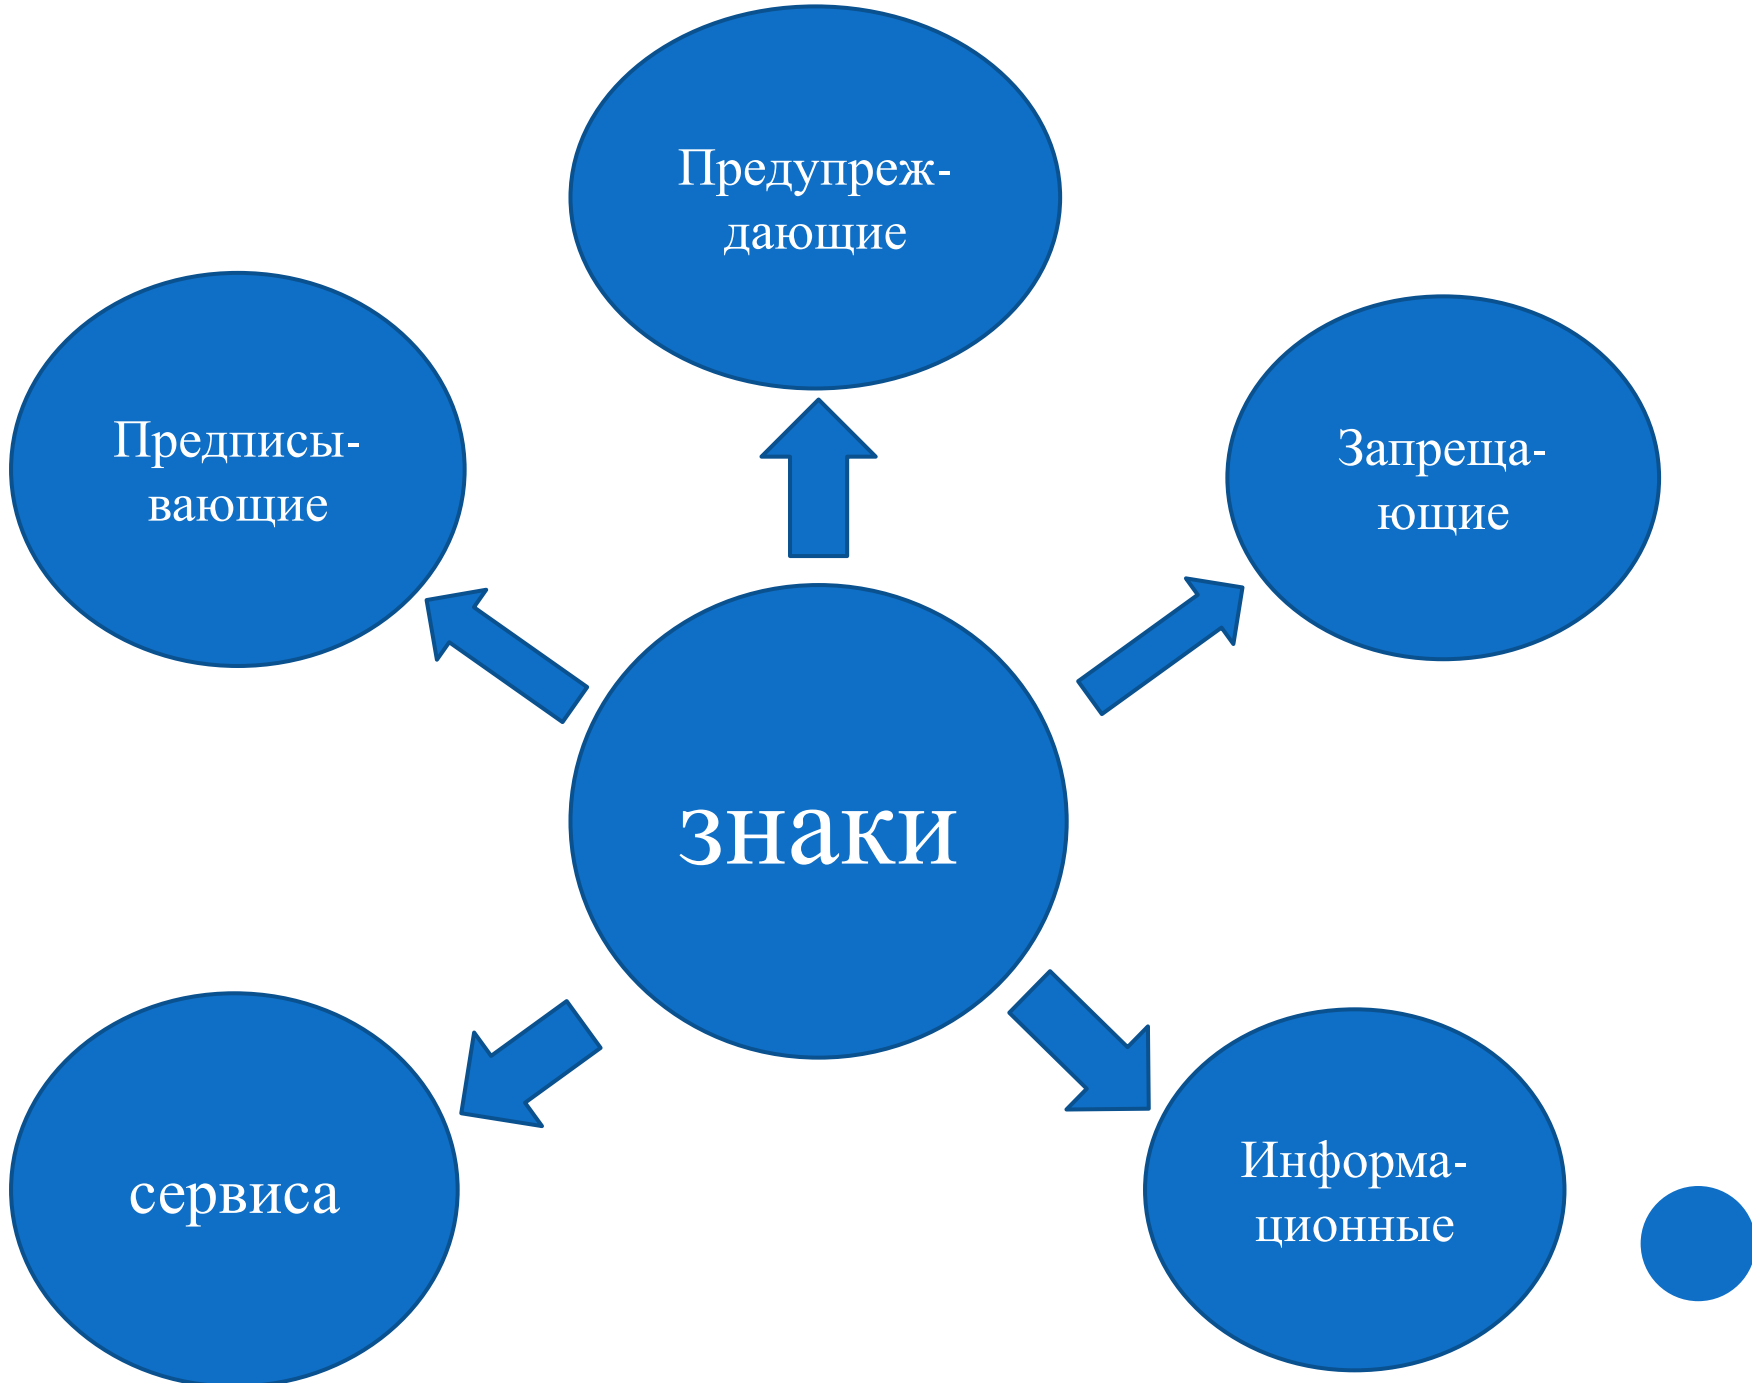 Предупреж-
дающие
Предписы-
вающие
Запреща-
ющие
знаки
сервиса
Информа-
ционные